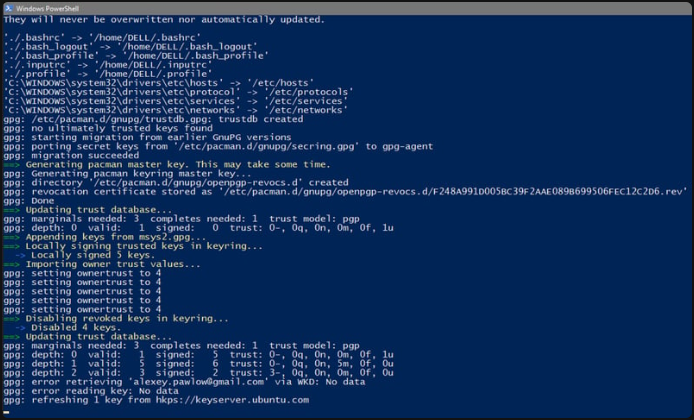 Windows PowerShell
They will never be overwritten nor automatically updated.
'./.bashrc' -> '/home/DELL/.bashrc'
'./.bash_logout' -> '/home/DELL/.bash_logout'
'./.bash_profile' -> '/home/DELL/.bash_profile'
'./.inputrc' -> '/home/DELL/.inputrc'
'./.profile' -> '/home/DELL/.profile'
'C:\WINDOWS\system32\drivers\etc\hosts' -> '/etc/hosts'
'C:\WINDOWS\system32\drivers\etc\protocol' -> '/etc/protocols'
'C:\WINDOWS\system32\drivers\etc\services' -> '/etc/services'
'C:\WINDOWS\system32\drivers\etc\networks' -> '/etc/networks'
gpg: /etc/pacman.d/gnupg/trustdb.gpg: trustdb created
gpg: no ultimately trusted keys found
gpg: starting migration from earlier GnuPG versions
gpg: porting secret keys from '/etc/pacman.d/gnupg/secring.gpg' to gpg-agent
gpg: migration succeeded
==> Generating pacman master key. This may take some time.
gpg: Generating pacman keyring master key...
gpg: directory '/etc/pacman.d/gnupg/openpgp-revocs.d' created
gpg: revocation certificate stored as '/etc/pacman.d/gnupg/openpgp-revocs.d/F248A991D005BC39F2AAE089B699506FEC12C2D6.rev'
gpg: Done
==> Updating trust database...
gpg: marginals needed: 3  completes needed: 1  trust model: pgp
gpg: depth: 0  valid:   1  signed:   0  trust: 0-, 0q, 0n, 0m, 0f, 1u
==> Appending keys from msys2.gpg...
==> Locally signing trusted keys in keyring...
  -> Locally signed 5 keys.
==> Importing owner trust values...
gpg: setting ownertrust to 4
gpg: setting ownertrust to 4
gpg: setting ownertrust to 4
gpg: setting ownertrust to 4
gpg: setting ownertrust to 4
==> Disabling revoked keys in keyring...
  -> Disabled 4 keys.
==> Updating trust database...
gpg: marginals needed: 3  completes needed: 1  trust model: pgp
gpg: depth: 0  valid:   1  signed:   5  trust: 0-, 0q, 0n, 0m, 0f, 1u
gpg: depth: 1  valid:   5  signed:   6  trust: 0-, 0q, 0n, 5m, 0f, 0u
gpg: depth: 2  valid:   3  signed:   2  trust: 3-, 0q, 0n, 0m, 0f, 0u
gpg: error retrieving 'alexey.pawlow@gmail.com' via WKD: No data
gpg: error reading key: No data
gpg: refreshing 1 key from hkps://keyserver.ubuntu.com